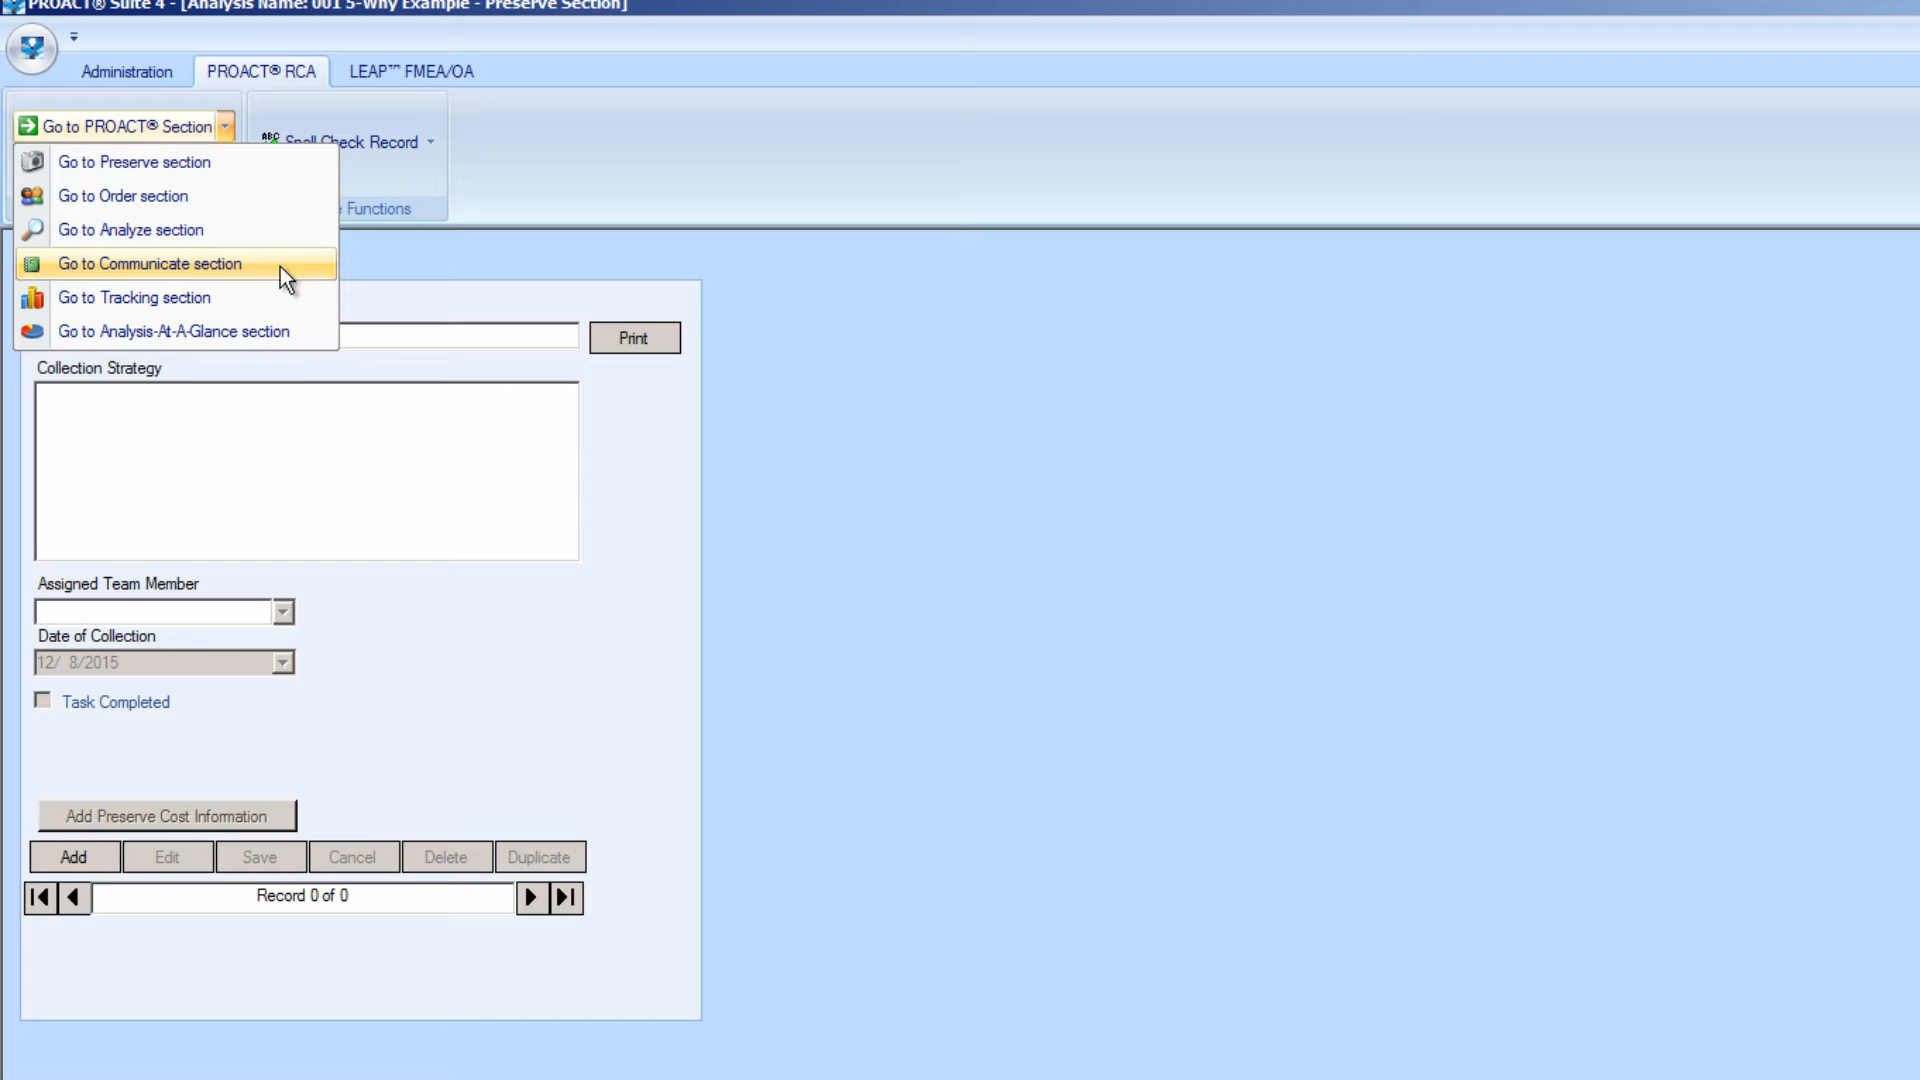 PROACT® Suite 4 - [Analysis Name: 001 5-Why Example - Preserve Section]
Administration
PROACT® RCA
LEAP™ FMEA/OA
Go to PROACT® Section
Spell Check Record
Go to Preserve section
Go to Order section
Functions
Go to Analyze section
Go to Communicate section
Go to Tracking section
Go to Analysis-At-A-Glance section
Print
Collection Strategy
Assigned Team Member
Date of Collection
12/ 8/2015
Task Completed
Add Preserve Cost Information
Add Edit Save Cancel Delete Duplicate
Record 0 of 0